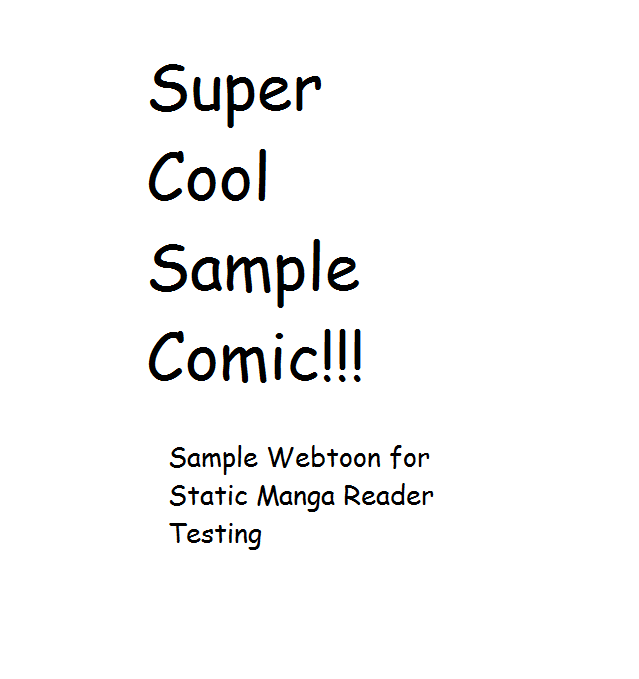 Super
Cool
Sample
Comic!!!
Sample Webtoon for
Static Manga Reader
Testing